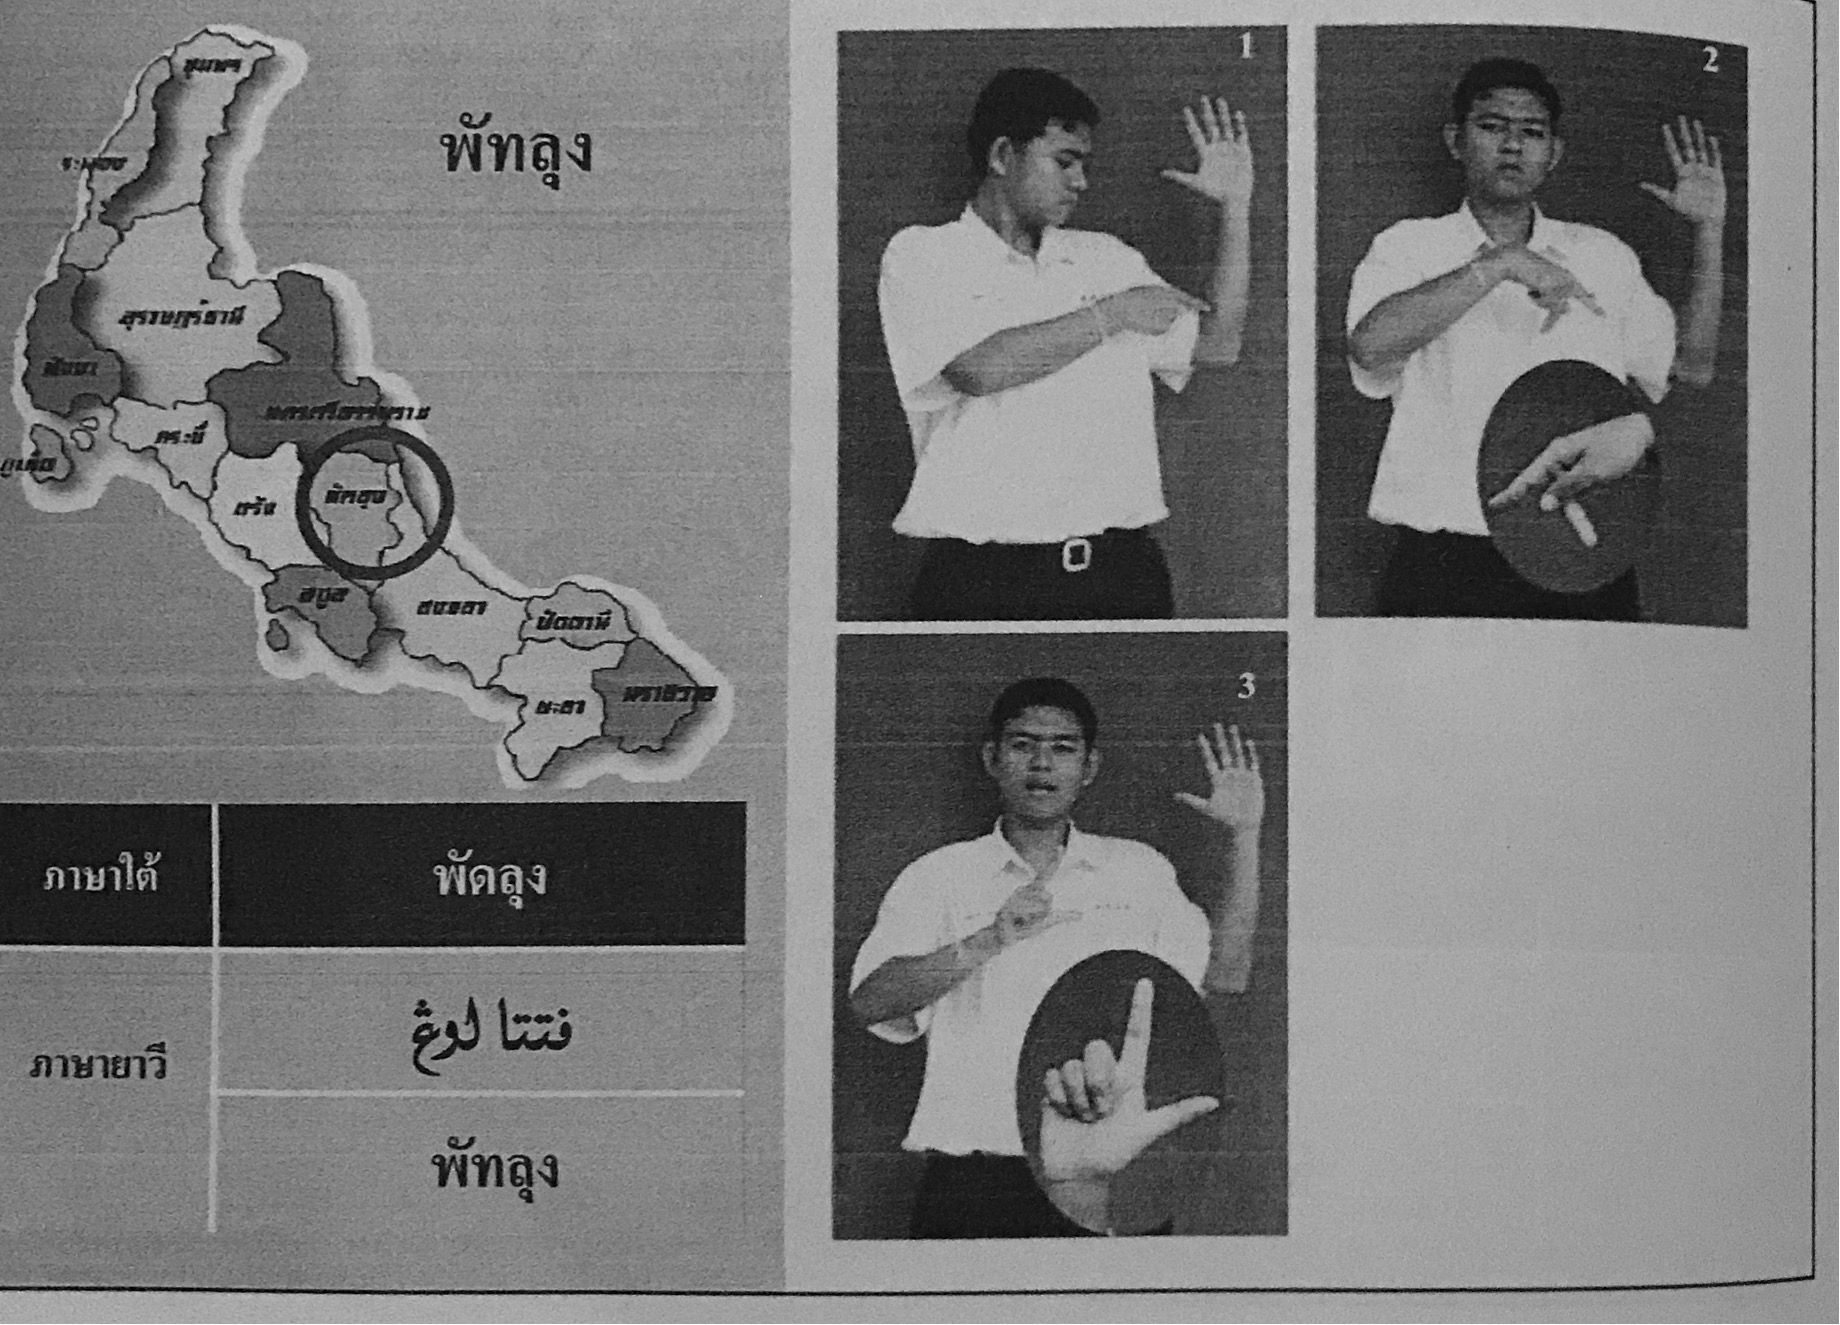 พัทลุง
ชุมพร
ระนอง
สุราษฎร์ธานี
พังงา
นครศรีธรรมราช
กระบี่
ภูเก็ต
ตรัง
พัทลุง
สตูล
สงขลา
ปัตตานี
ยะลา
นราธิวาส
ภาษาใต้
พัดลุง
ภาษายาวี
فتتا لوڠ
พัทลุง
1
2
3